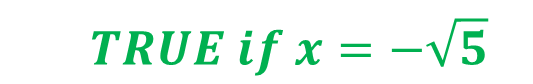 TRUE if x = −√5